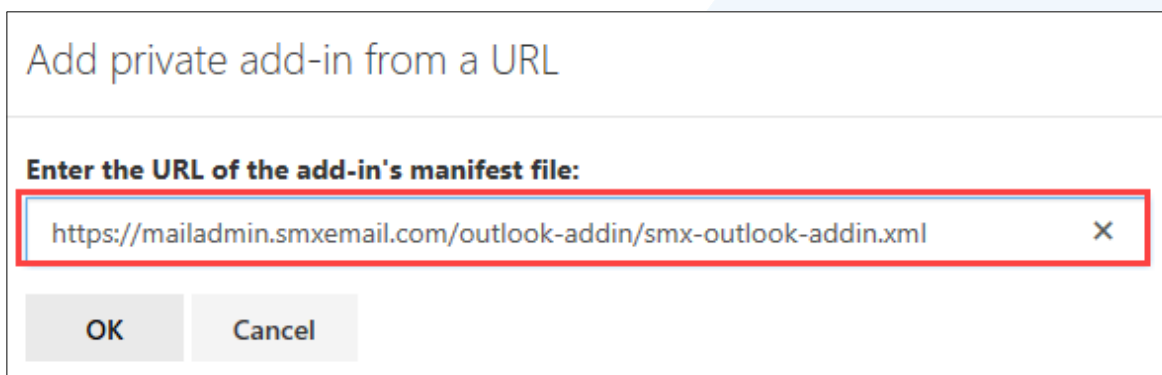 Add private add-in from a URL
Enter the URL of the add-in's manifest file:
https://mailadmin.smxemail.com/outlook-addin/smx-outlook-addin.xml
OK Cancel